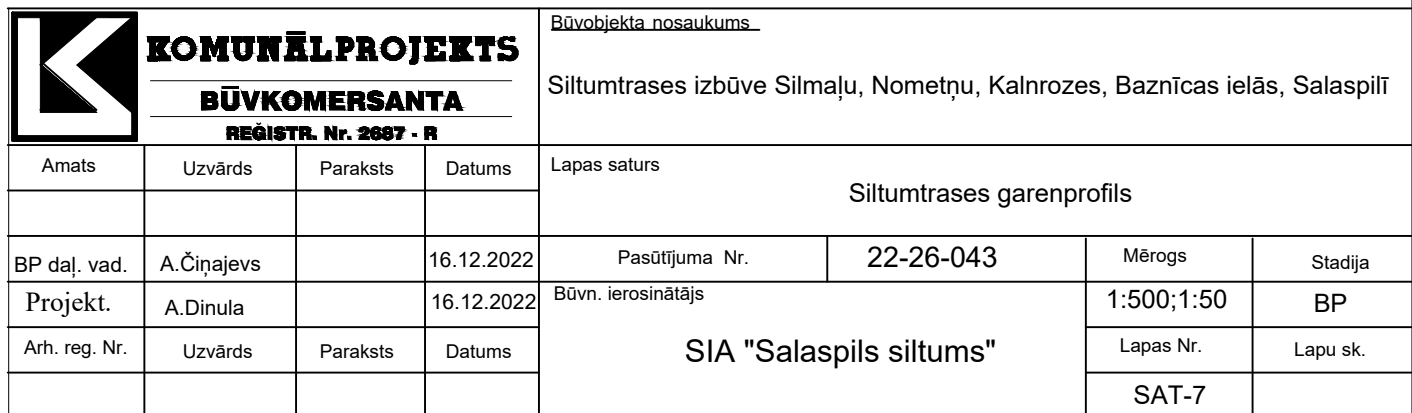 KOMUNĀLPROJEKTS
BŪVKOMERSANTA
REĢISTR. Nr. 2687 - R
Būvobjekta nosaukums
Siltumtrases izbūve Silmaļu, Nometņu, Kalnrozes, Baznīcas ielās, Salaspilī
Amats Uzvārds Paraksts Datums
Lapas saturs
Siltumtrases garenprofils
BP daļ. vad. A.Čiņajevs 16.12.2022
Pasūtījuma Nr. 22-26-043 Mērogs Stadija
Projekt. A.Dinula 16.12.2022
Būvn. ierosinātājs
1:500;1:50 BP
Arh. reg. Nr. Uzvārds Paraksts Datums
SIA "Salaspils siltums"
Lapas Nr. Lapu sk.
SAT-7